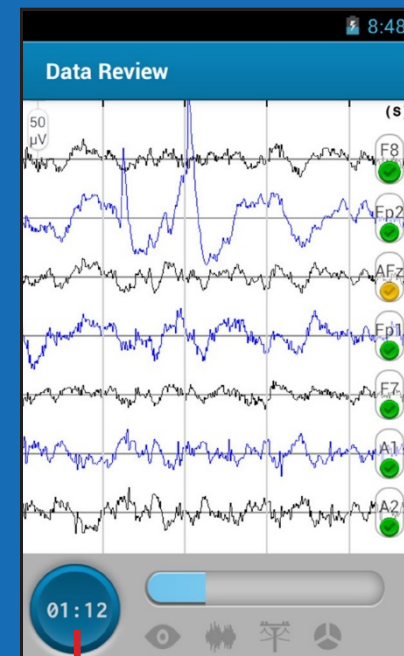 8:48
Data Review
(s
50
µV
F8
Fp2
AFz
Fp1
F7
A1
A2
01:12